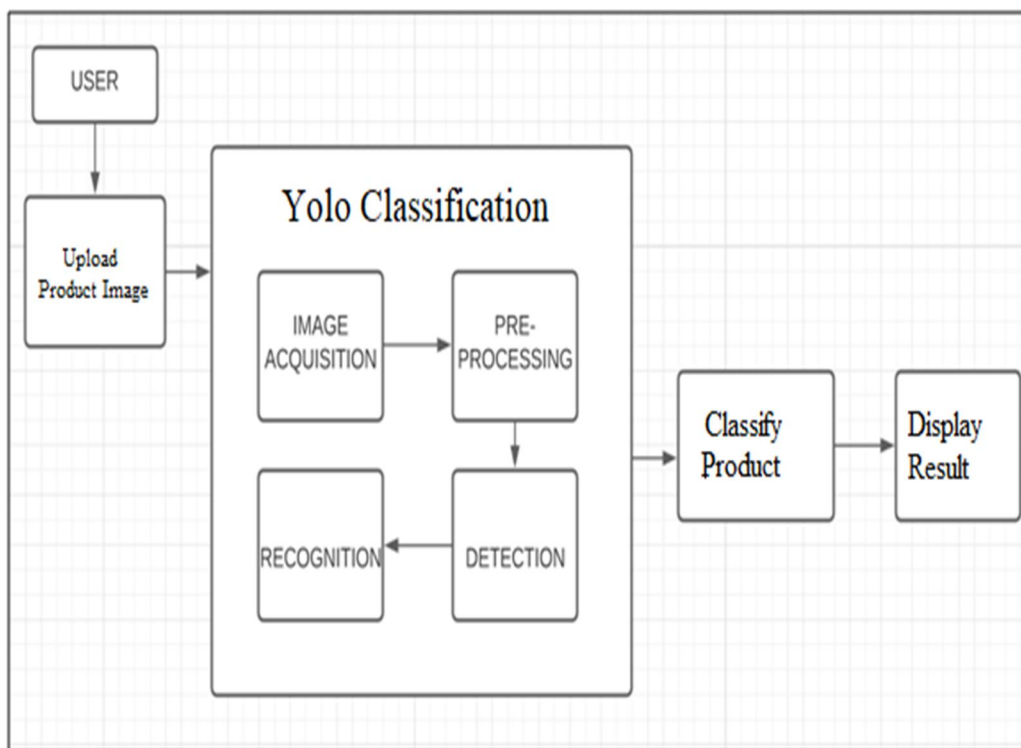 USER
Upload
Product Image
Yolo Classification
IMAGE
ACQUISITION
PRE-
PROCESSING
RECOGNITION
DETECTION
Classify
Product
Display
Result